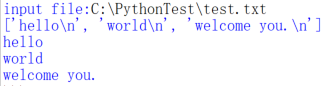 input file:C:\PythonTest\test.txt
['hello\n', 'world\n', 'welcome you.\n']
hello
world
welcome you.